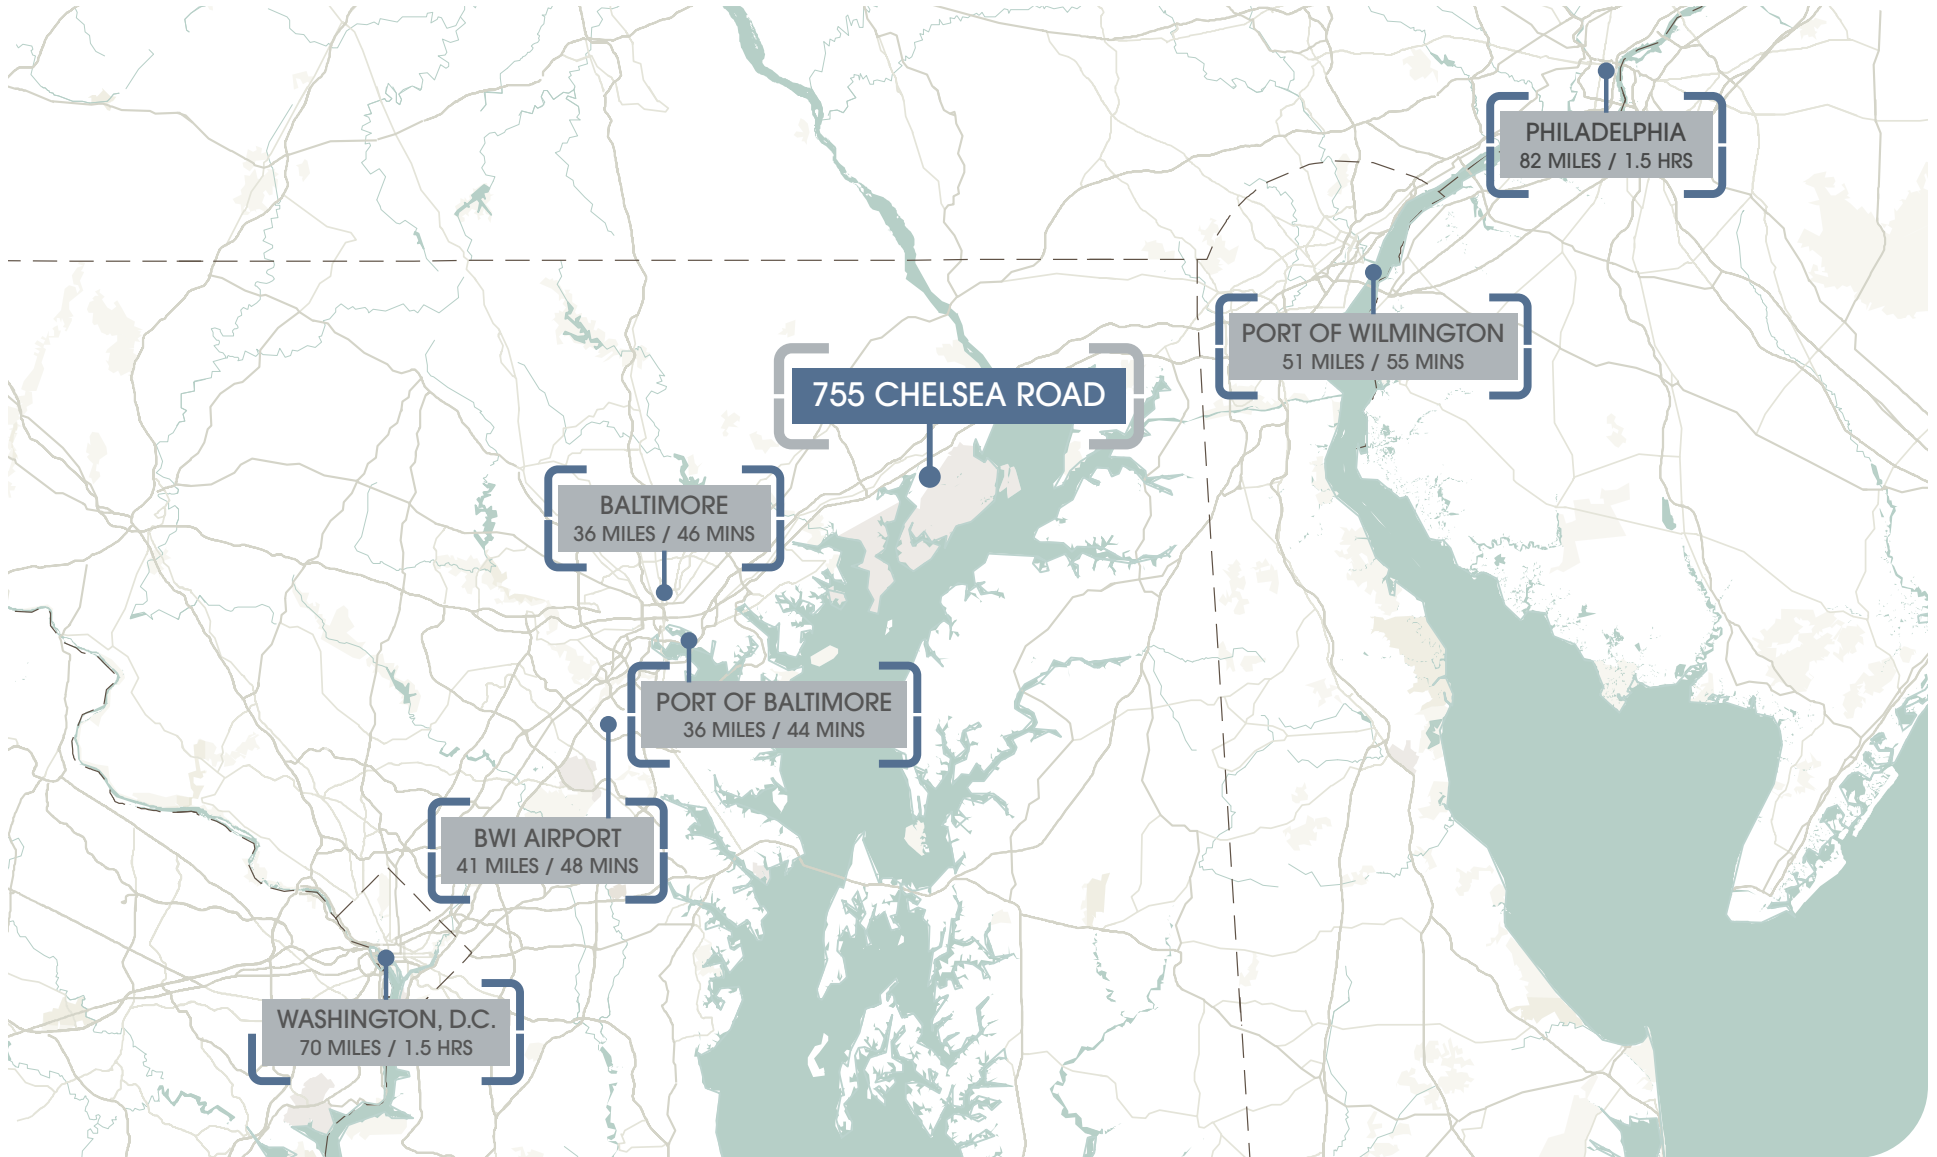 PHILADELPHIA
82 MILES / 1.5 HRS
PORT OF WILMINGTON
51 MILES / 55 MINS
755 CHELSEA ROAD
BALTIMORE
36 MILES / 46 MINS
PORT OF BALTIMORE
36 MILES / 44 MINS
BWI AIRPORT
41 MILES / 48 MINS
WASHINGTON, D.C.
70 MILES / 1.5 HRS